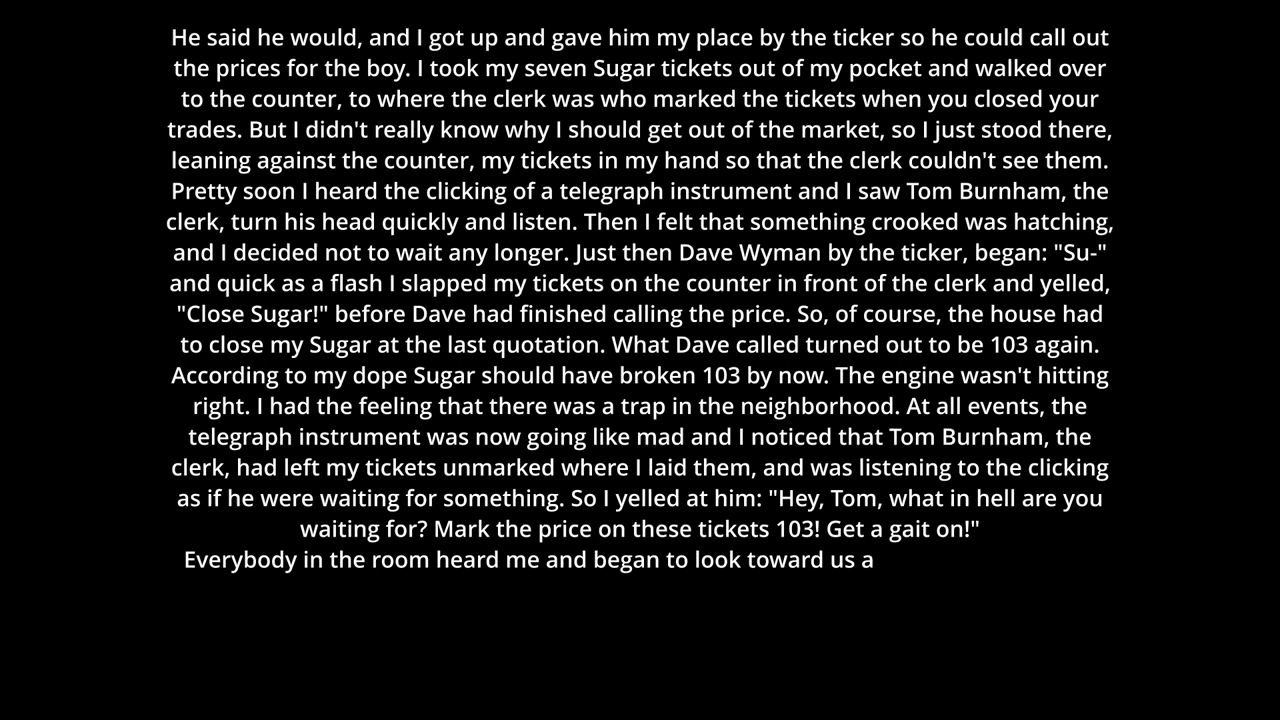 He said he would, and I got up and gave him my place by the ticker so he could call out
the prices for the boy. I took my seven Sugar tickets out of my pocket and walked over
to the counter, to where the clerk was who marked the tickets when you closed your
trades. But I didn't really know why I should get out of the market, so I just stood there,
leaning against the counter, my tickets in my hand so that the clerk couldn't see them.
Pretty soon I heard the clicking of a telegraph instrument and I saw Tom Burnham, the
clerk, turn his head quickly and listen. Then I felt that something crooked was hatching,
and I decided not to wait any longer. Just then Dave Wyman by the ticker, began: "Su-"
and quick as a flash I slapped my tickets on the counter in front of the clerk and yelled,
"Close Sugar!" before Dave had finished calling the price. So, of course, the house had
to close my Sugar at the last quotation. What Dave called turned out to be 103 again.
According to my dope Sugar should have broken 103 by now. The engine wasn't hitting
right. I had the feeling that there was a trap in the neighborhood. At all events, the
telegraph instrument was now going like mad and I noticed that Tom Burnham, the
clerk, had left my tickets unmarked where I laid them, and was listening to the clicking
as if he were waiting for something. So I yelled at him: "Hey, Tom, what in hell are you
waiting for? Mark the price on these tickets 103! Get a gait on!"
Everybody in the room heard me and began to look toward us a